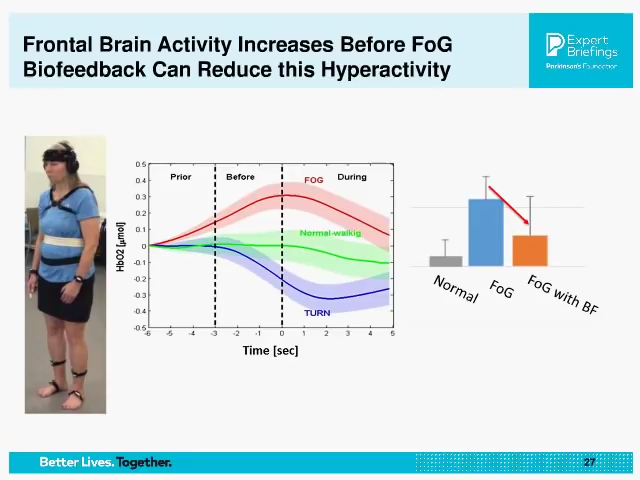 Frontal Brain Activity Increases Before FoG
Biofeedback Can Reduce this Hyperactivity
Expert
Briefings
Parkinson's Foundation
0.5
0.4
0.3
0.2
0.1
0
-0.1
-0.2
-0.3
-0.4
-0.5
HbO2 [μmol]
Prior
Before
During
FOG
Normal-walkig
TURN
-6
-5
-4
-3
-2
-1
0
1
2
3
4
5
Time [sec]
Normal
FoG
FoG with BF
Better Lives. Together.
27